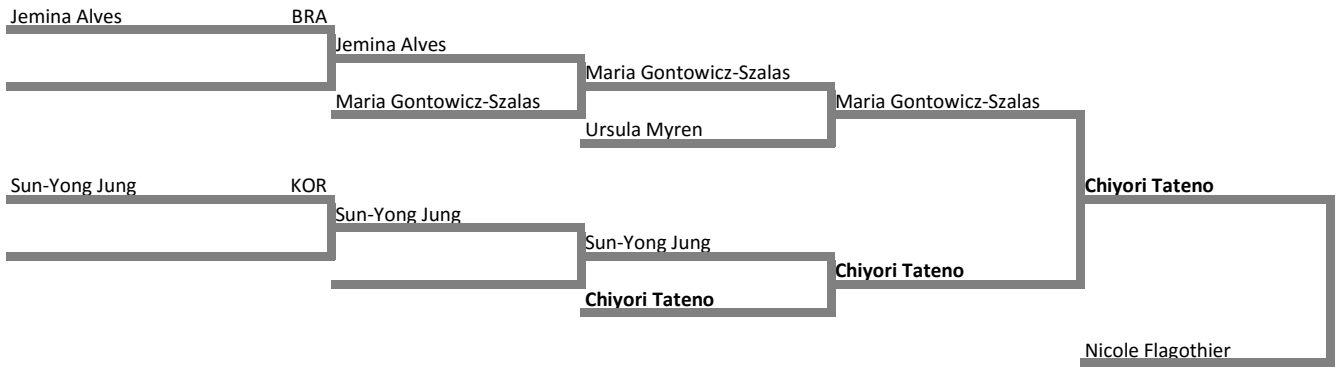 Jemina Alves BRA
Jemina Alves
Maria Gontowicz-Szalas
Maria Gontowicz-Szalas
Maria Gontowicz-Szalas
Ursula Myren
Sun-Yong Jung KOR
Chiyori Tateno
Sun-Yong Jung
Sun-Yong Jung
Chiyori Tateno
Chiyori Tateno
Nicole Flagothier